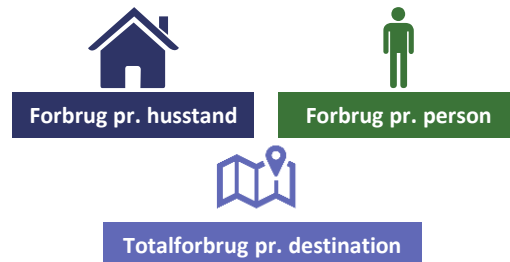 Forbrug pr. husstand
Forbrug pr. person
Totalforbrug pr. destination